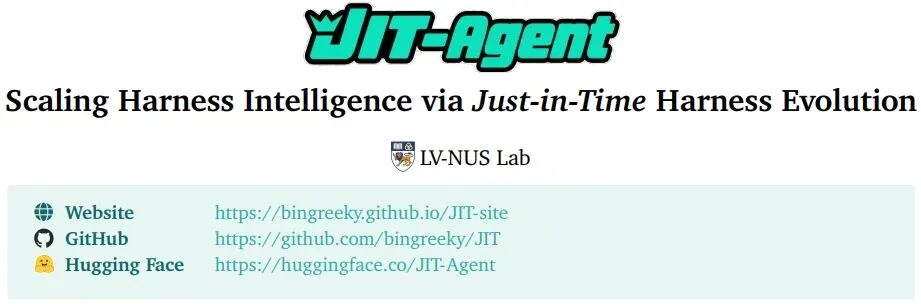 JIT-Agent
Scaling Harness Intelligence via Just-in-Time Harness Evolution
LV-NUS Lab
Website https://bingreeky.github.io/JIT-site
GitHub https://github.com/bingreeky/JIT
Hugging Face https://huggingface.co/JIT-Agent